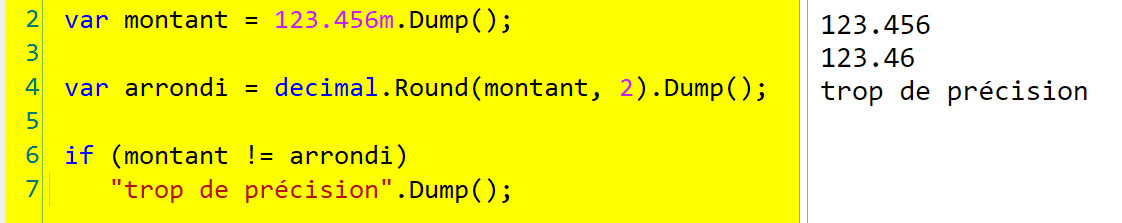 2 var montant = 123.456m.Dump();
3
4 var arrondi = decimal.Round(montant, 2).Dump();
5
6 if (montant != arrondi)
7 "trop de précision".Dump();
123.456
123.46
trop de précision